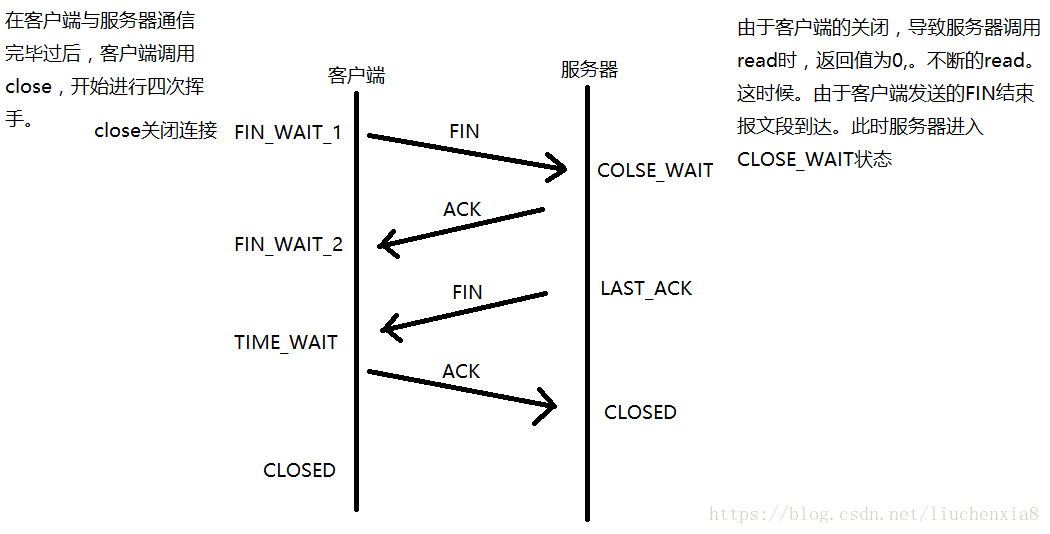 在客户端与服务器通信
完毕过后，客户端调用
close，开始进行四次挥
手。
close关闭连接
由于客户端的关闭，导致服务器调用
read时，返回值为0,。不断的read。
这时候。由于客户端发送的FIN结束
报文段到达。此时服务器进入
CLOSE_WAIT状态
客户端
服务器
FIN_WAIT_1
FIN
COLSE_WAIT
ACK
FIN_WAIT_2
FIN
LAST_ACK
TIME_WAIT
ACK
CLOSED
CLOSED
https://blog.csdn.net/liuchenxia8